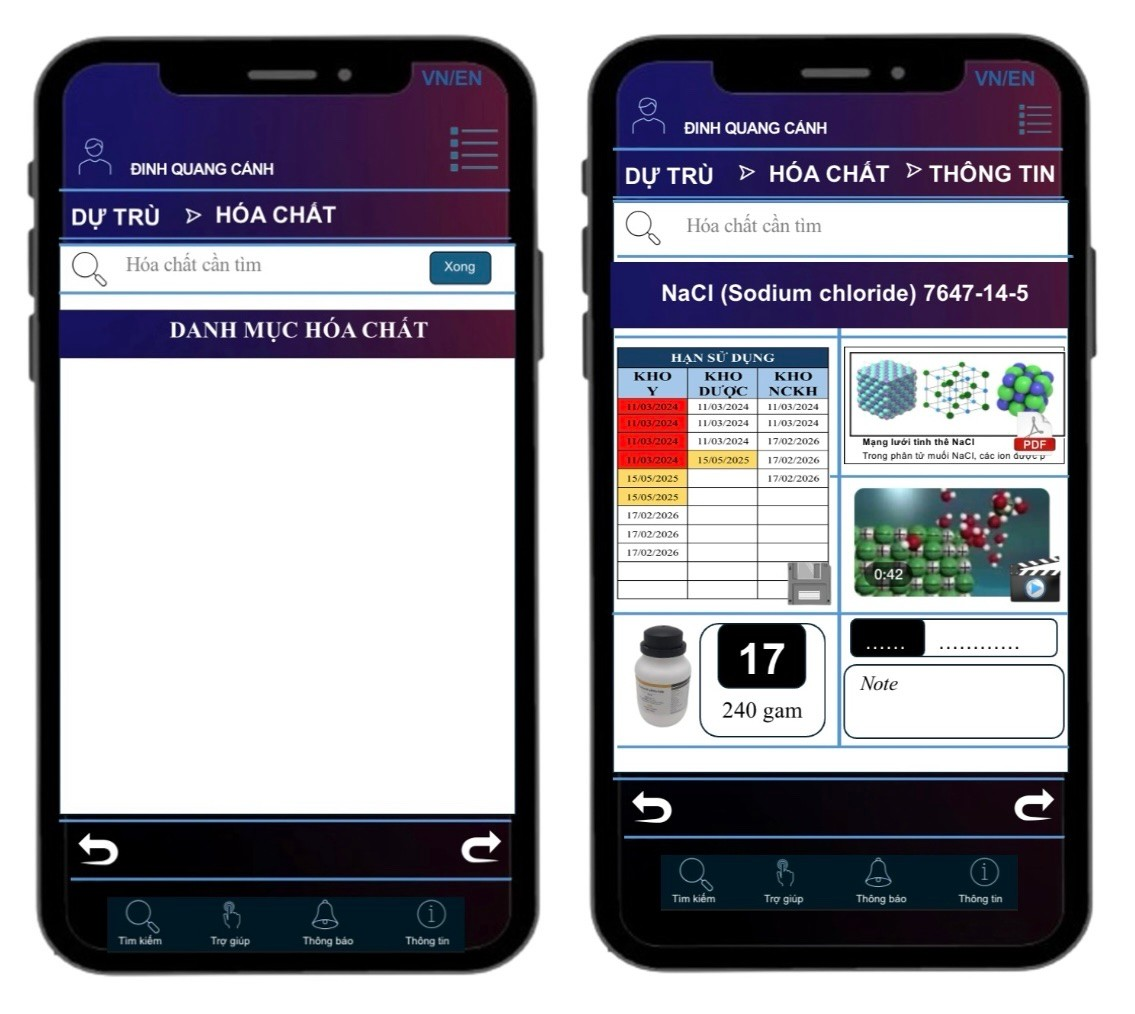 VN/EN
ĐINH QUANG CẢNH
DỰ TRÙ ⊳ HÓA CHẤT
Hóa chất cần tìm
Xong
DANH MỤC HÓA CHẤT
Tìm kiếm Trợ giúp Thông báo Thông tin
VN/EN
ĐINH QUANG CẢNH
DỰ TRÙ ⊳ HÓA CHẤT ⊳ THÔNG TIN
Hóa chất cần tìm
NaCl (Sodium chloride) 7647-14-5
HẠN SỬ DỤNG
KHO Y KHO DƯỢC KHO NCKH
11/03/2024 11/03/2024 11/03/2024
11/03/2024 11/03/2024 11/03/2024
11/03/2024 11/03/2024 17/02/2026
11/03/2024 15/05/2025 17/02/2026
15/05/2025 17/02/2026
15/05/2025
17/02/2026
17/02/2026
17/02/2026
Mạng lưới tinh thể NaCl
Trong phân tử muối NaCl, các ion được p
PDF
0:42
17
240 gam
...... ............
Note
Tìm kiếm Trợ giúp Thông báo Thông tin